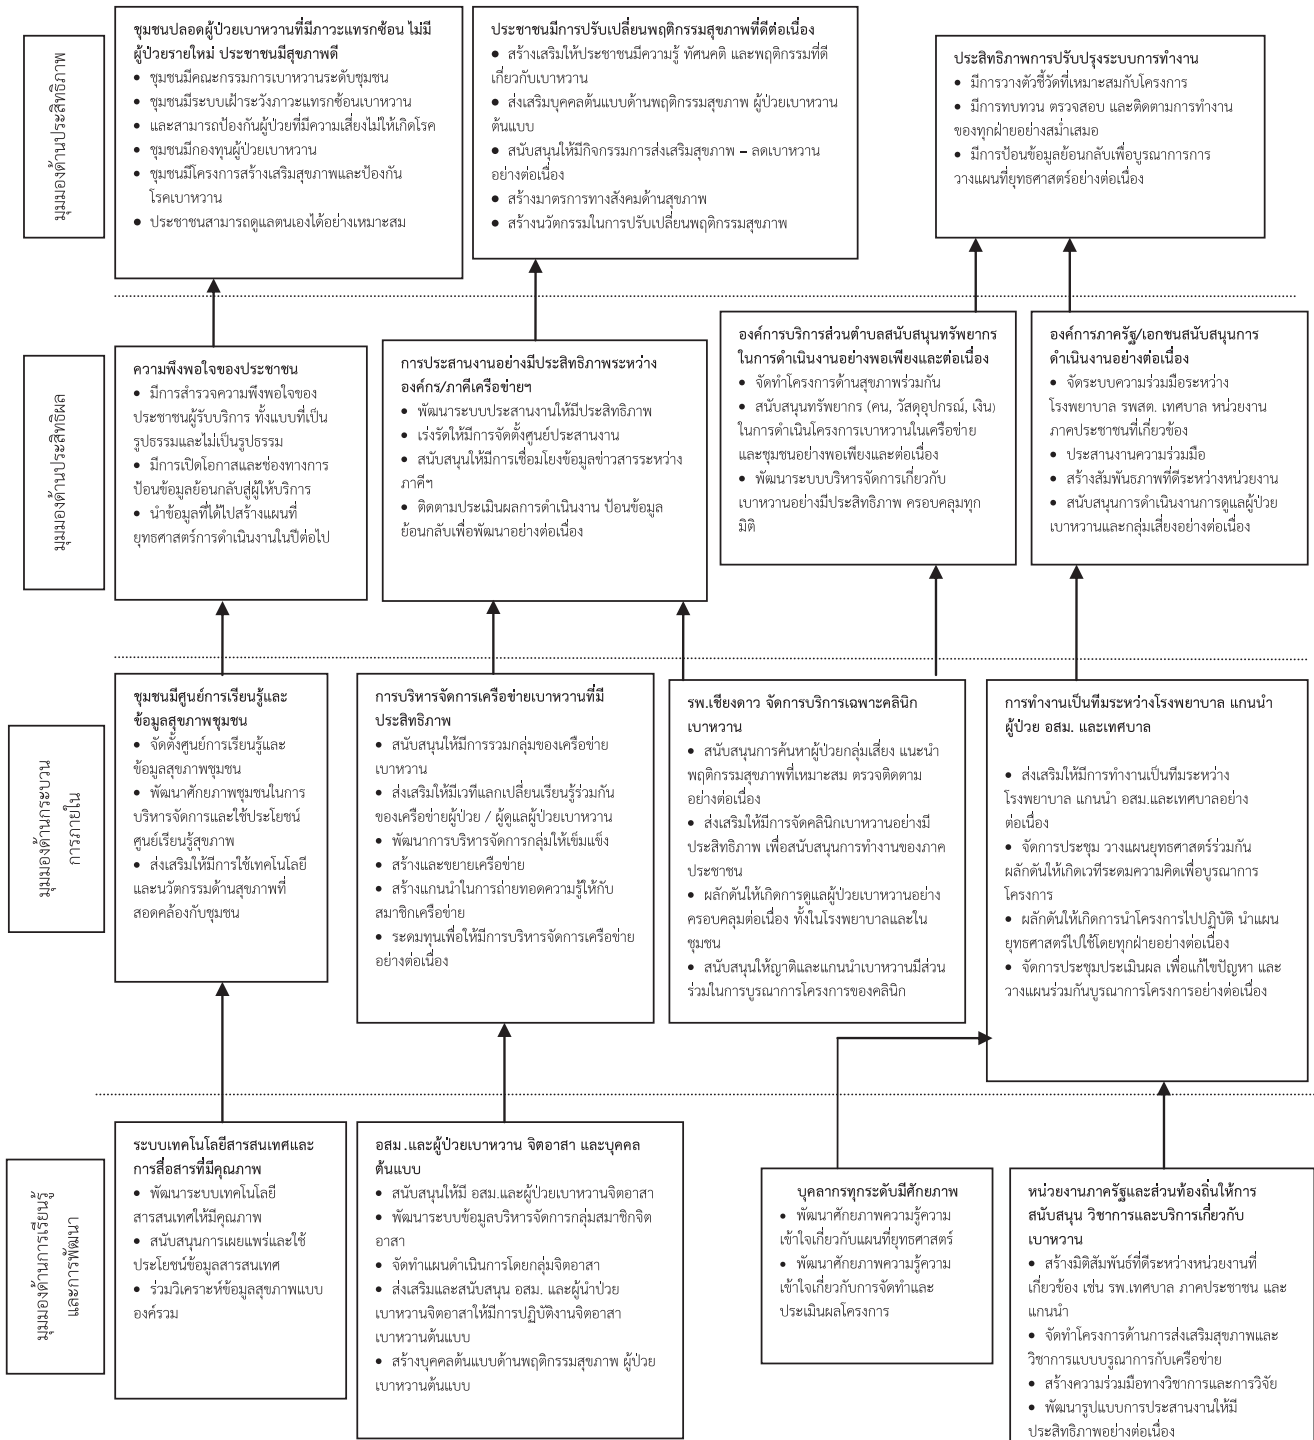 มุมมองด้านประสิทธิภาพ
ชุมชนปลอดผู้ป่วยเบาหวานที่มีภาวะแทรกซ้อน ไม่มี
ผู้ป่วยรายใหม่ ประชาชนมีสุขภาพดี
• ชุมชนมีคณะกรรมการเบาหวานระดับชุมชน
• ชุมชนมีระบบเฝ้าระวังภาวะแทรกซ้อนเบาหวาน
• และสามารถป้องกันผู้ป่วยที่มีความเสี่ยงไม่ให้เกิดโรค
• ชุมชนมีกองทุนผู้ป่วยเบาหวาน
• ชุมชนมีโครงการสร้างเสริมสุขภาพและป้องกัน
โรคเบาหวาน
• ประชาชนสามารถดูแลตนเองได้อย่างเหมาะสม
ประชาชนมีการปรับเปลี่ยนพฤติกรรมสุขภาพที่ดีต่อเนื่อง
• สร้างเสริมให้ประชาชนมีความรู้ ทัศนคติ และพฤติกรรมที่ดี
เกี่ยวกับเบาหวาน
• ส่งเสริมบุคคลต้นแบบด้านพฤติกรรมสุขภาพ ผู้ป่วยเบาหวาน
ต้นแบบ
• สนับสนุนให้มีกิจกรรมการส่งเสริมสุขภาพ – ลดเบาหวาน
อย่างต่อเนื่อง
• สร้างมาตรการทางสังคมด้านสุขภาพ
• สร้างนวัตกรรมในการปรับเปลี่ยนพฤติกรรมสุขภาพ
ประสิทธิภาพการปรับปรุงระบบการทำงาน
• มีการวางตัวชี้วัดที่เหมาะสมกับโครงการ
• มีการทบทวน ตรวจสอบ และติดตามการทำงาน
ของทุกฝ่ายอย่างสม่ำเสมอ
• มีการป้อนข้อมูลย้อนกลับเพื่อบูรณาการการ
วางแผนที่ยุทธศาสตร์อย่างต่อเนื่อง
มุมมองด้านประสิทธิผล
ความพึงพอใจของประชาชน
• มีการสำรวจความพึงพอใจของ
ประชาชนผู้รับบริการ ทั้งแบบที่เป็น
รูปธรรมและไม่เป็นรูปธรรม
• มีการเปิดโอกาสและช่องทางการ
ป้อนข้อมูลย้อนกลับสู่ผู้ให้บริการ
• นำข้อมูลที่ได้ไปสร้างแผนที่
ยุทธศาสตร์การดำเนินงานในปีต่อไป
การประสานงานอย่างมีประสิทธิภาพระหว่าง
องค์กร/ภาคีเครือข่ายฯ
• พัฒนาระบบประสานงานให้มีประสิทธิภาพ
• เร่งรัดให้มีการจัดตั้งศูนย์ประสานงาน
• สนับสนุนให้มีการเชื่อมโยงข้อมูลข่าวสารระหว่าง
ภาคีฯ
• ติดตามประเมินผลการดำเนินงาน ป้อนข้อมูล
ย้อนกลับเพื่อพัฒนาอย่างต่อเนื่อง
องค์การบริการส่วนตำบลสนับสนุนทรัพยากร
ในการดำเนินงานอย่างพอเพียงและต่อเนื่อง
• จัดทำโครงการด้านสุขภาพร่วมกัน
• สนับสนุนทรัพยากร (คน, วัสดุอุปกรณ์, เงิน)
ในการดำเนินโครงการเบาหวานในเครือข่าย
และชุมชนอย่างพอเพียงและต่อเนื่อง
• พัฒนาระบบบริหารจัดการเกี่ยวกับ
เบาหวานอย่างมีประสิทธิภาพ ครอบคลุมทุก
มิติ
องค์การภาครัฐ/เอกชนสนับสนุนการ
ดำเนินงานอย่างต่อเนื่อง
• จัดระบบความร่วมมือระหว่าง
โรงพยาบาล รพสต. เทศบาล หน่วยงาน
ภาคประชาชนที่เกี่ยวข้อง
• ประสานงานความร่วมมือ
• สร้างสัมพันธภาพที่ดีระหว่างหน่วยงาน
• สนับสนุนการดำเนินงานการดูแลผู้ป่วย
เบาหวานและกลุ่มเสี่ยงอย่างต่อเนื่อง
มุมมองด้านกระบวน
การภายใน
ชุมชนมีศูนย์การเรียนรู้และ
ข้อมูลสุขภาพชุมชน
• จัดตั้งศูนย์การเรียนรู้และ
ข้อมูลสุขภาพชุมชน
• พัฒนาศักยภาพชุมชนในการ
บริหารจัดการและใช้ประโยชน์
ศูนย์เรียนรู้สุขภาพ
• ส่งเสริมให้มีการใช้เทคโนโลยี
และนวัตกรรมด้านสุขภาพที่
สอดคล้องกับชุมชน
การบริหารจัดการเครือข่ายเบาหวานที่มี
ประสิทธิภาพ
• สนับสนุนให้มีการรวมกลุ่มของเครือข่าย
เบาหวาน
• ส่งเสริมให้มีเวทีแลกเปลี่ยนเรียนรู้ร่วมกัน
ของเครือข่ายผู้ป่วย / ผู้ดูแลผู้ป่วยเบาหวาน
• พัฒนาการบริหารจัดการกลุ่มให้เข็มแข็ง
• สร้างและขยายเครือข่าย
• สร้างแกนนำในการถ่ายทอดความรู้ให้กับ
สมาชิกเครือข่าย
• ระดมทุนเพื่อให้มีการบริหารจัดการเครือข่าย
อย่างต่อเนื่อง
รพ.เชียงดาว จัดการบริการเฉพาะคลินิก
เบาหวาน
• สนับสนุนการค้นหาผู้ป่วยกลุ่มเสี่ยง แนะนำ
พฤติกรรมสุขภาพที่เหมาะสม ตรวจติดตาม
อย่างต่อเนื่อง
• ส่งเสริมให้มีการจัดคลินิกเบาหวานอย่างมี
ประสิทธิภาพ เพื่อสนับสนุนการทำงานของภาค
ประชาชน
• ผลักดันให้เกิดการดูแลผู้ป่วยเบาหวานอย่าง
ครอบคลุมต่อเนื่อง ทั้งในโรงพยาบาลและใน
ชุมชน
• สนับสนุนให้ญาติและแกนนำเบาหวานมีส่วน
ร่วมในการบูรณาการโครงการของคลินิก
การทำงานเป็นทีมระหว่างโรงพยาบาล แกนนำ
ผู้ป่วย อสม. และเทศบาล
• ส่งเสริมให้มีการทำงานเป็นทีมระหว่าง
โรงพยาบาล แกนนำ อสม.และเทศบาลอย่าง
ต่อเนื่อง
• จัดการประชุม วางแผนยุทธศาสตร์ร่วมกัน
ผลักดันให้เกิดเวทีระดมความคิดเพื่อบูรณาการ
โครงการ
• ผลักดันให้เกิดการนำโครงการไปปฏิบัติ นำแผน
ยุทธศาสตร์ไปใช้โดยทุกฝ่ายอย่างต่อเนื่อง
• จัดการประชุมประเมินผล เพื่อแก้ไขปัญหา และ
วางแผนร่วมกันบูรณาการโครงการอย่างต่อเนื่อง
มุมมองด้านการเรียนรู้
และการพัฒนา
ระบบเทคโนโลยีสารสนเทศและ
การสื่อสารที่มีคุณภาพ
• พัฒนาระบบเทคโนโลยี
สารสนเทศให้มีคุณภาพ
• สนับสนุนการเผยแพร่และใช้
ประโยชน์ข้อมูลสารสนเทศ
• ร่วมวิเคราะห์ข้อมูลสุขภาพแบบ
องค์รวม
อสม.และผู้ป่วยเบาหวาน จิตอาสา และบุคคล
ต้นแบบ
• สนับสนุนให้มี อสม.และผู้ป่วยเบาหวานจิตอาสา
• พัฒนาระบบข้อมูลบริหารจัดการกลุ่มสมาชิกจิต
อาสา
• จัดทำแผนดำเนินการโดยกลุ่มจิตอาสา
• ส่งเสริมและสนับสนุน อสม. และผู้นำป่วย
เบาหวานจิตอาสาให้มีการปฏิบัติงานจิตอาสา
เบาหวานต้นแบบ
• สร้างบุคคลต้นแบบด้านพฤติกรรมสุขภาพ ผู้ป่วย
เบาหวานต้นแบบ
บุคลากรทุกระดับมีศักยภาพ
• พัฒนาศักยภาพความรู้ความ
เข้าใจเกี่ยวกับแผนที่ยุทธศาสตร์
• พัฒนาศักยภาพความรู้ความ
เข้าใจเกี่ยวกับการจัดทำและ
ประเมินผลโครงการ
หน่วยงานภาครัฐและส่วนท้องถิ่นให้การ
สนับสนุน วิชาการและบริการเกี่ยวกับ
เบาหวาน
• สร้างมิติสัมพันธ์ที่ดีระหว่างหน่วยงานที่
เกี่ยวข้อง เช่น รพ.เทศบาล ภาคประชาชน และ
แกนนำ
• จัดทำโครงการด้านการส่งเสริมสุขภาพและ
วิชาการแบบบูรณาการกับเครือข่าย
• สร้างความร่วมมือทางวิชาการและการวิจัย
• พัฒนารูปแบบการประสานงานให้มี
ประสิทธิภาพอย่างต่อเนื่อง